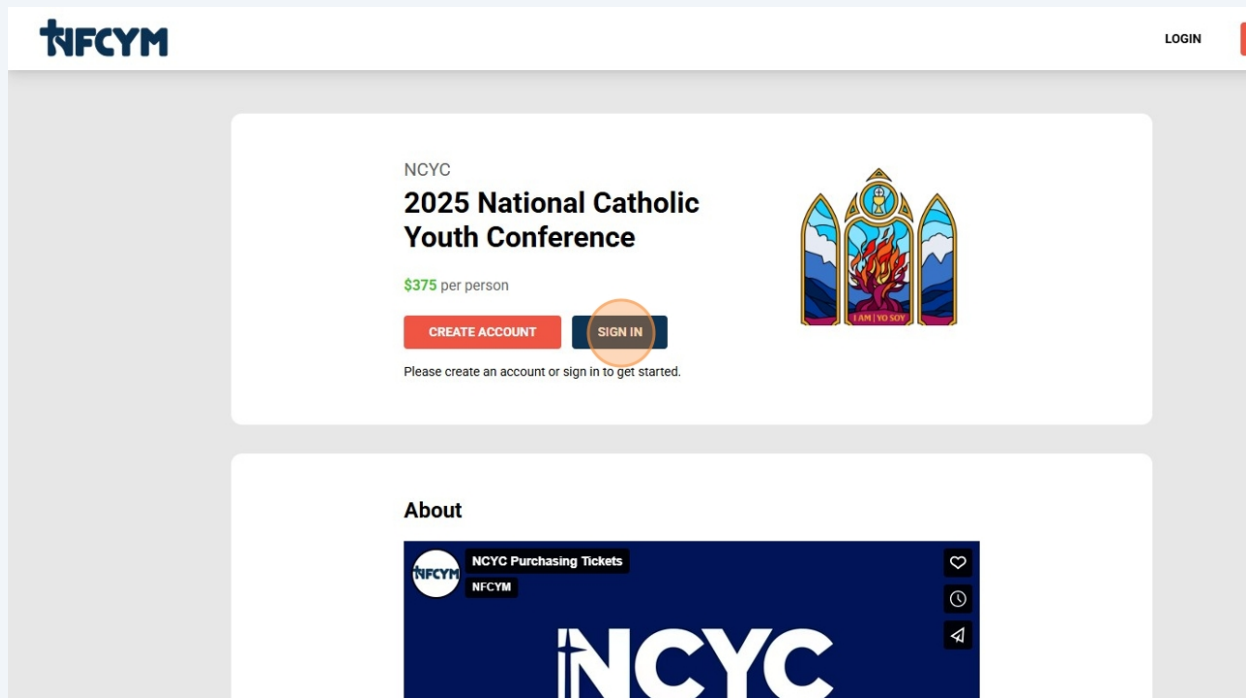 NFCYM
LOGIN
NCYC
2025 National Catholic
Youth Conference
$375 per person
CREATE ACCOUNT
SIGN IN
Please create an account or sign in to get started.
I AM | YO SOY
About
NFCYM
NCYC Purchasing Tickets
NFCYM
NCYC